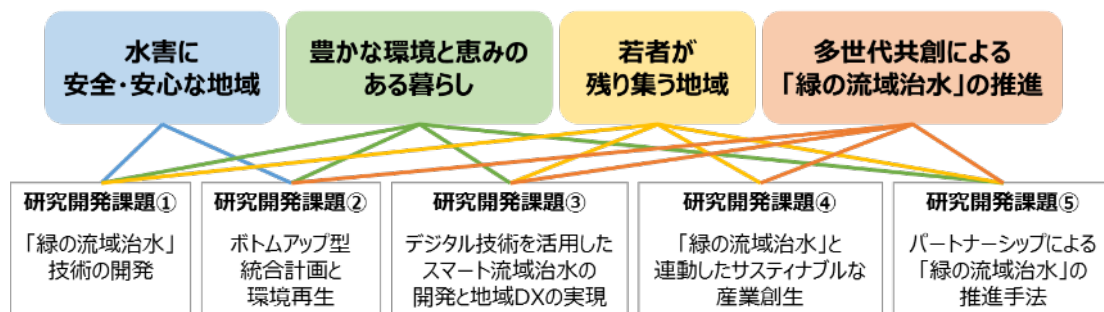 水害に
安全・安心な地域
豊かな環境と恵みの
ある暮らし
若者が
残り集う地域
多世代共創による
「緑の流域治水」の推進
研究開発課題①
「緑の流域治水」
技術の開発
研究開発課題②
ボトムアップ型
統合計画と
環境再生
研究開発課題③
デジタル技術を活用した
スマート流域治水の
開発と地域DXの実現
研究開発課題④
「緑の流域治水」と
連動したサスティナブルな
産業創生
研究開発課題⑤
パートナーシップによる
「緑の流域治水」の
推進手法